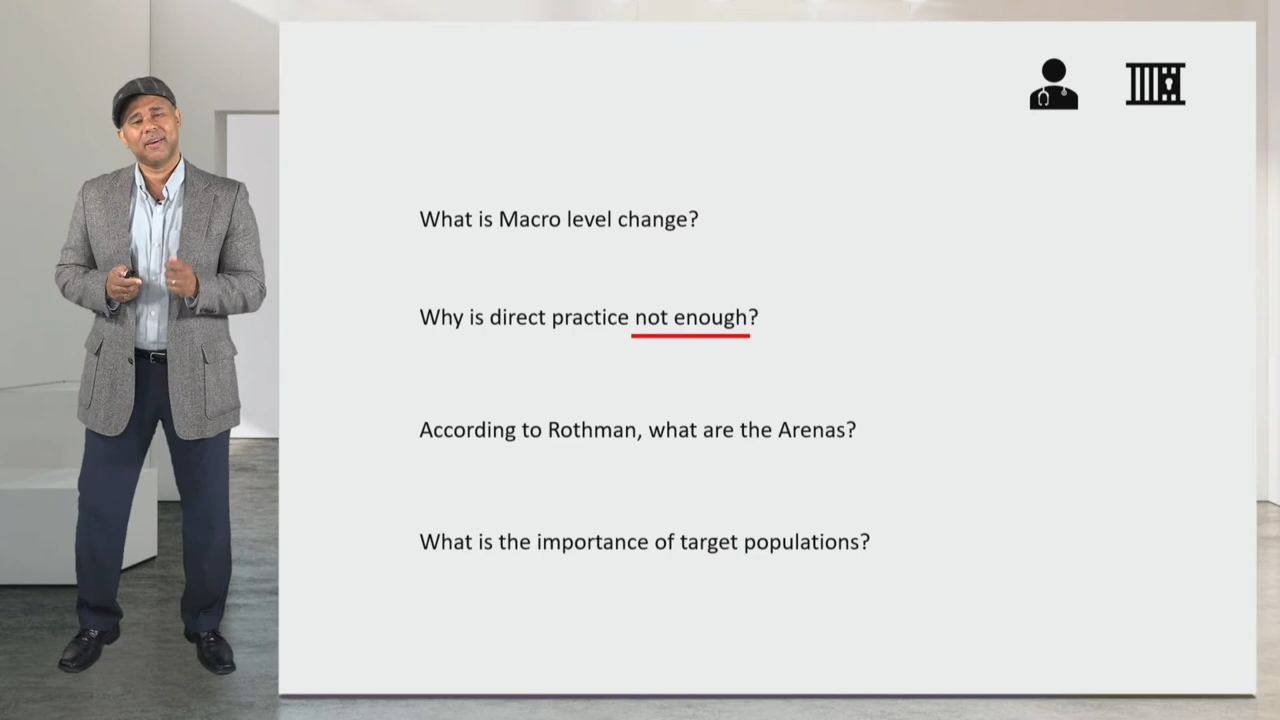 What is Macro level change?
Why is direct practice not enough?
According to Rothman, what are the Arenas?
What is the importance of target populations?